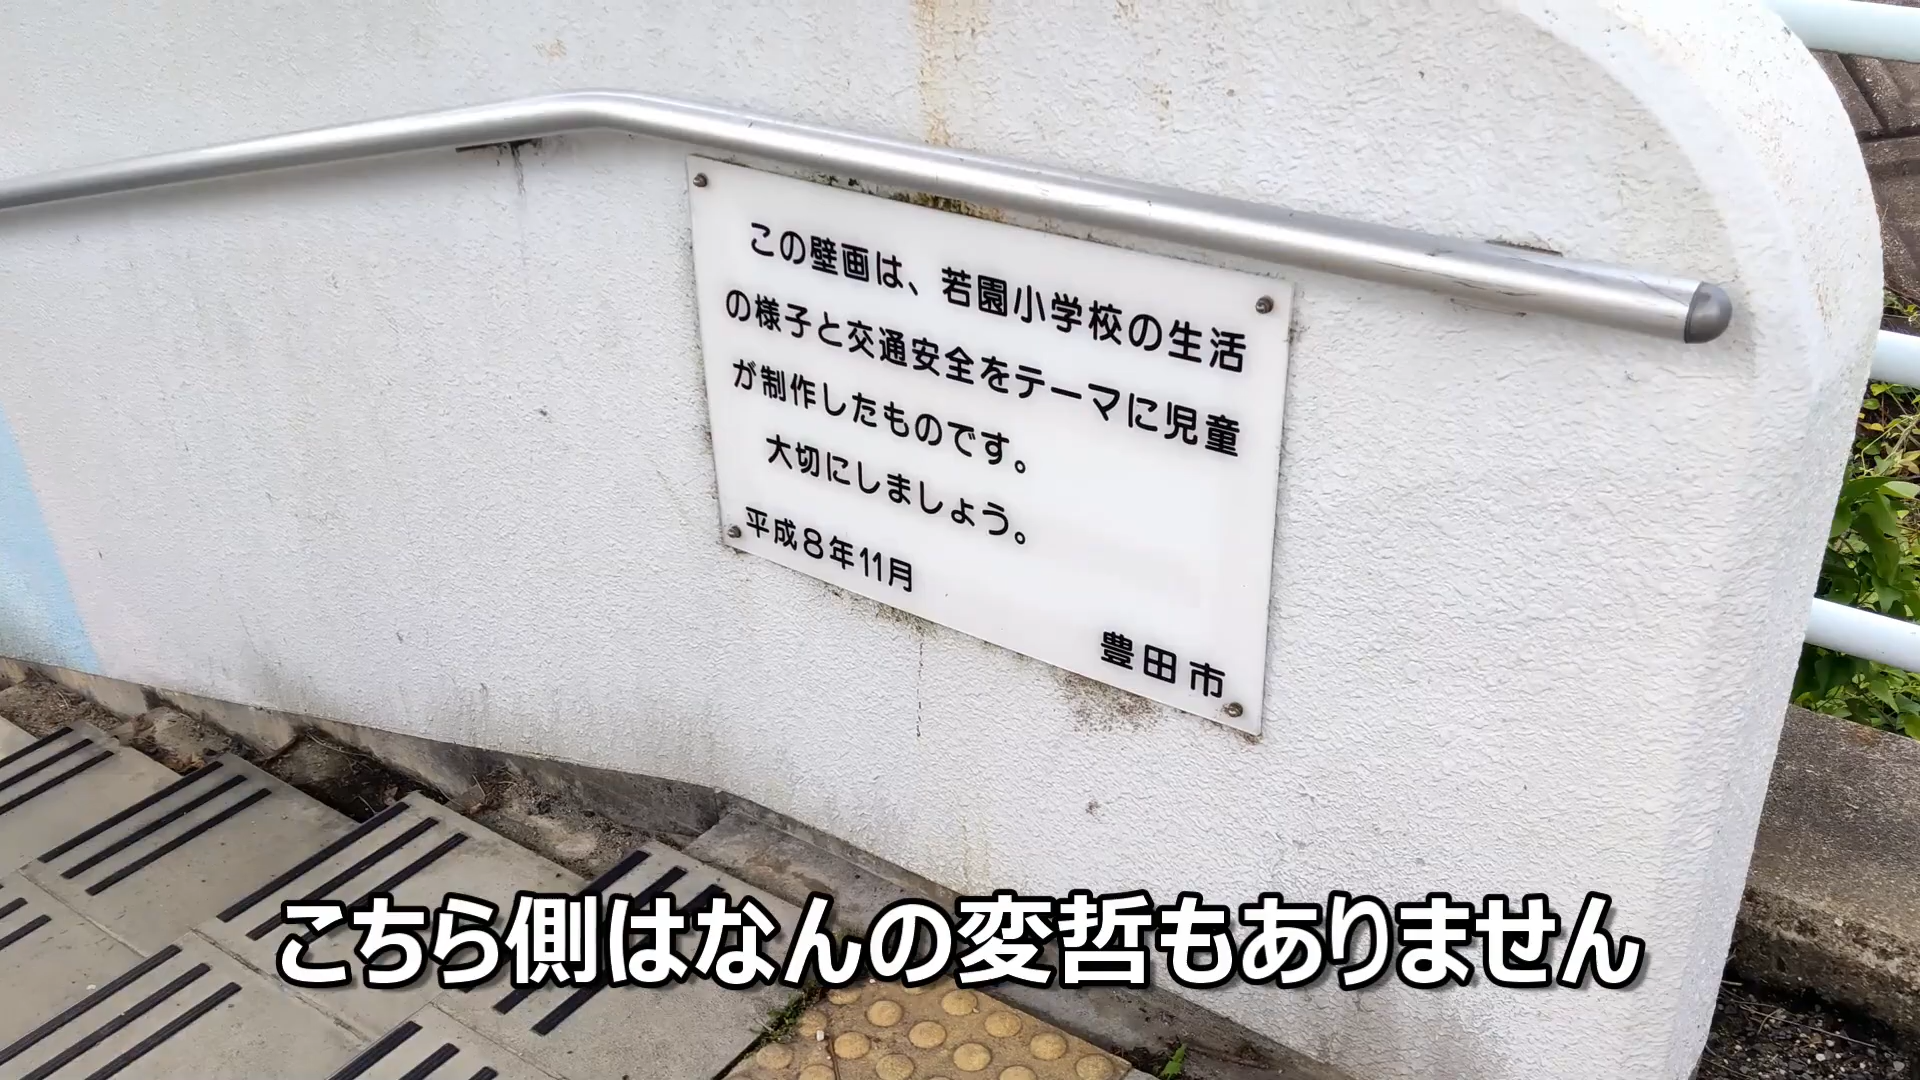 この壁画は、若園小学校の生活
の様子と交通安全をテーマに児童
が制作したものです。
大切にしましょう。
平成8年11月
豊田市
こちら側はなんの変哲もありません